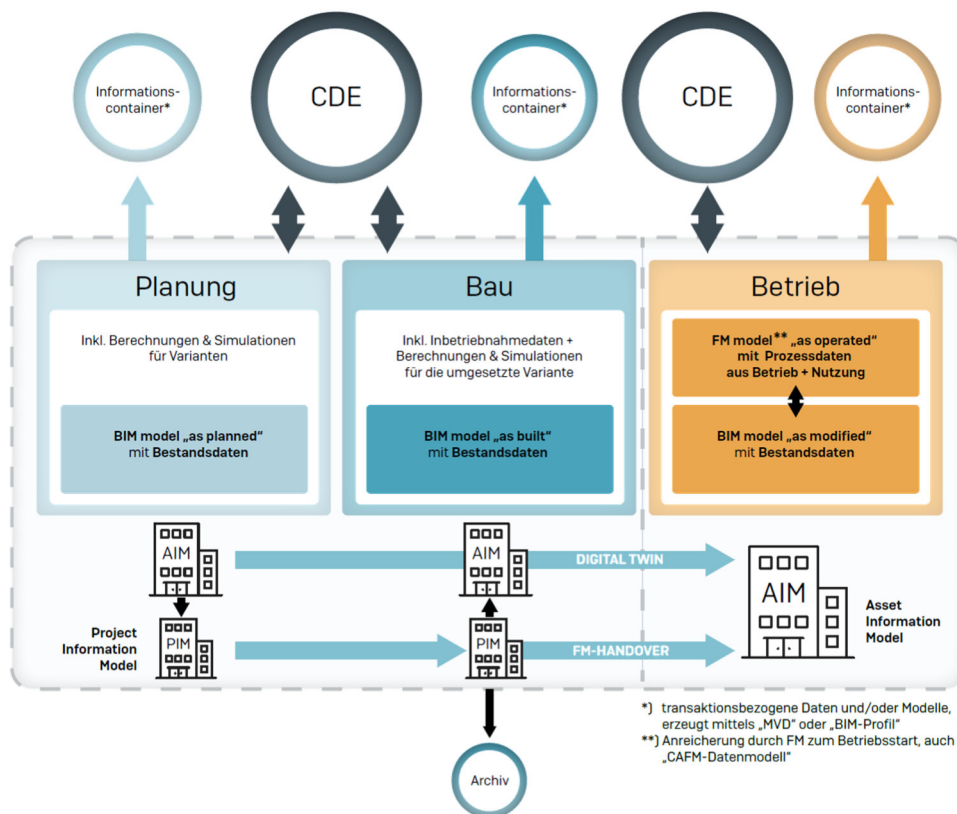 Informations-
container*
CDE
Informations-
container*
CDE
Informations-
container*
Planung
Inkl. Berechnungen & Simulationen
für Varianten
BIM model „as planned“
mit Bestandsdaten
Bau
Inkl. Inbetriebnahmedaten +
Berechnungen & Simulationen
für die umgesetzte Variante
BIM model „as built“
mit Bestandsdaten
Betrieb
FM model** „as operated“
mit Prozessdaten
aus Betrieb + Nutzung
BIM model „as modified“
mit Bestandsdaten
AIM
AIM
DIGITAL TWIN
AIM
Asset
Information
Model
Project
Information
Model
PIM
PIM
FM-HANDOVER
*) transaktionsbezogene Daten und/oder Modelle,
erzeugt mittels „MVD“ oder „BIM-Profil“
**) Anreicherung durch FM zum Betriebsstart, auch
„CAFM-Datenmodell“
Archiv